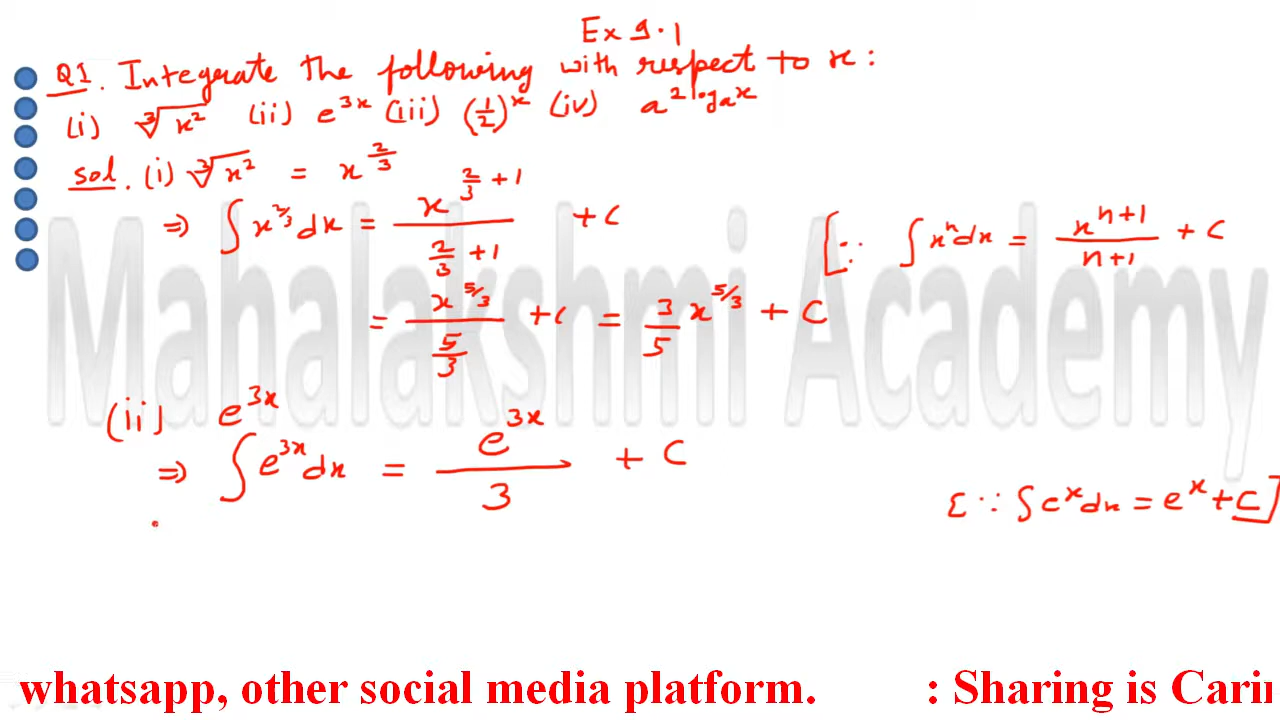 Ex 9.1
Q1. Integrate the following with respect to x:
(i) ∛x² (ii) e^3x (iii) (1/2)^x (iv) a^2 log_a x
sol. (i) ∛x² = x^2/3
⇒ ∫ x^2/3 dx = x^(2/3 + 1) / (2/3 + 1) + C [∵ ∫ x^n dx = x^(n+1) / (n+1) + C
= x^5/3 / (5/3) + C = 3/5 x^5/3 + C
(ii) e^3x
⇒ ∫ e^3x dx = e^3x / 3 + C [∵ ∫ e^x dx = e^x + C]
Mahalakshmi Academy
whatsapp, other social media platform. : Sharing is Cari